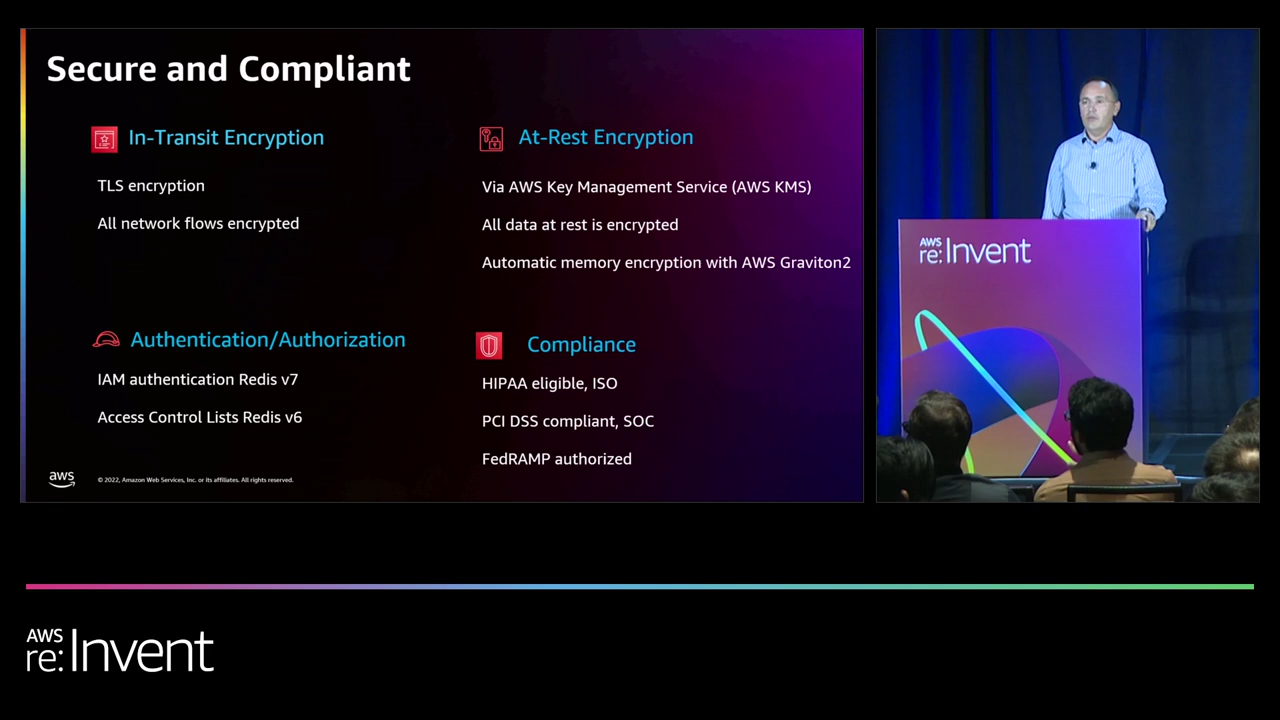 Secure and Compliant
In-Transit Encryption
TLS encryption
All network flows encrypted
At-Rest Encryption
Via AWS Key Management Service (AWS KMS)
All data at rest is encrypted
Automatic memory encryption with AWS Graviton2
Authentication/Authorization
IAM authentication Redis v7
Access Control Lists Redis v6
Compliance
HIPAA eligible, ISO
PCI DSS compliant, SOC
FedRAMP authorized
aws
© 2022, Amazon Web Services, Inc. or its affiliates. All rights reserved.
AWS
re:Invent
AWS
re:Invent